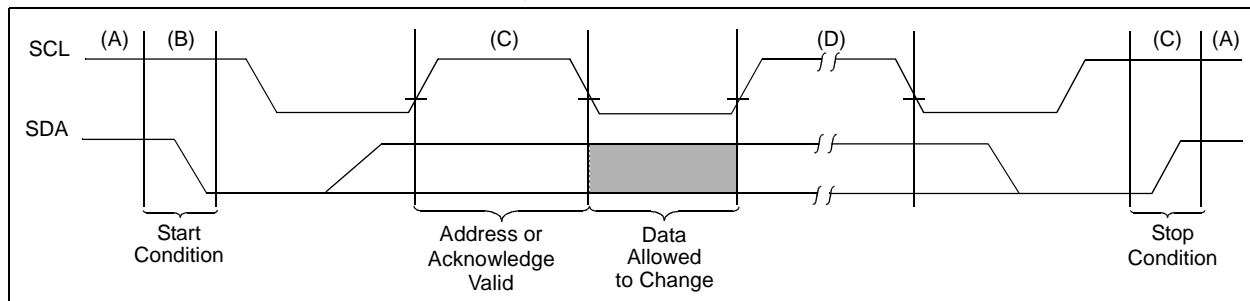 (A) (B) (C) (D) (C) (A)
SCL
SDA
Start
Condition
Address or
Acknowledge
Valid
Data
Allowed
to Change
Stop
Condition